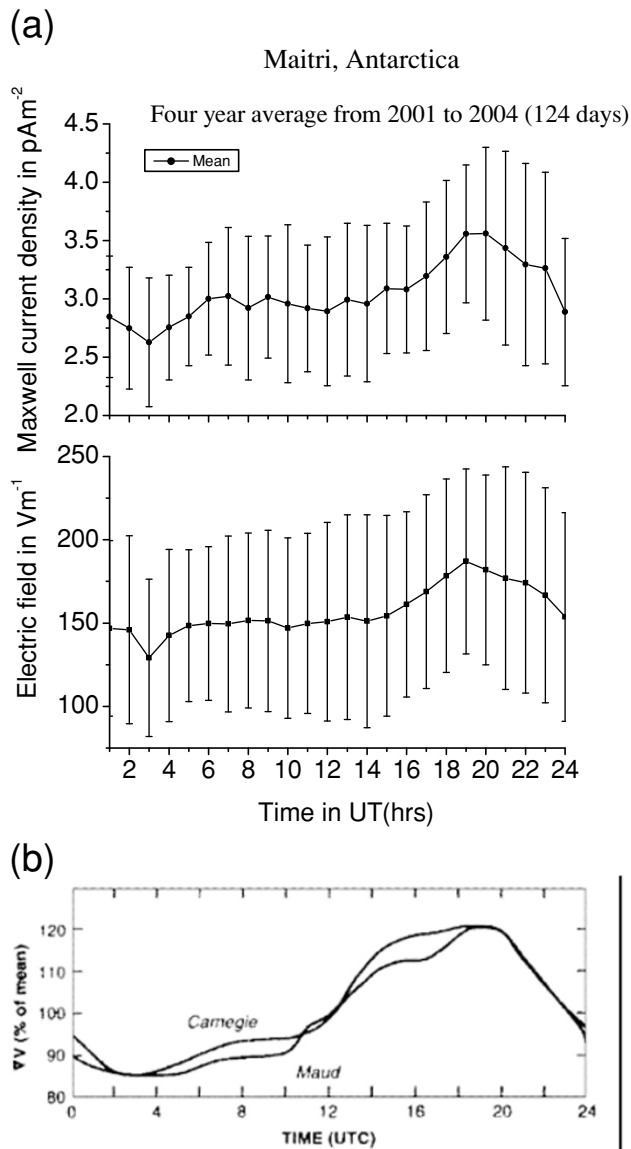 (a)
Maitri, Antarctica
Four year average from 2001 to 2004 (124 days)
Mean
Maxwell current density in pAm⁻²
4.5
4.0
3.5
3.0
2.5
2.0
Electric field in Vm⁻¹
250
200
150
100
2 4 6 8 10 12 14 16 18 20 22 24
Time in UT(hrs)
(b)
∇V (% of mean)
120
110
100
90
80
Carnegie
Maud
0 4 8 12 16 20 24
TIME (UTC)